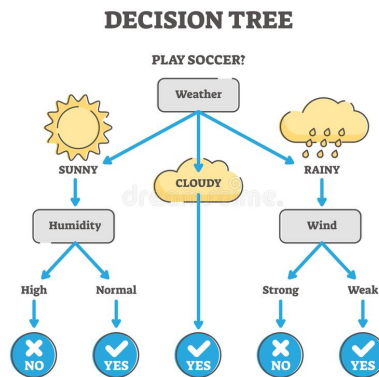 DECISION TREE
PLAY SOCCER?
Weather
SUNNY
CLOUDY
RAINY
dreamstime.
Humidity
Wind
High
Normal
Strong
Weak
NO
YES
YES
NO
YES